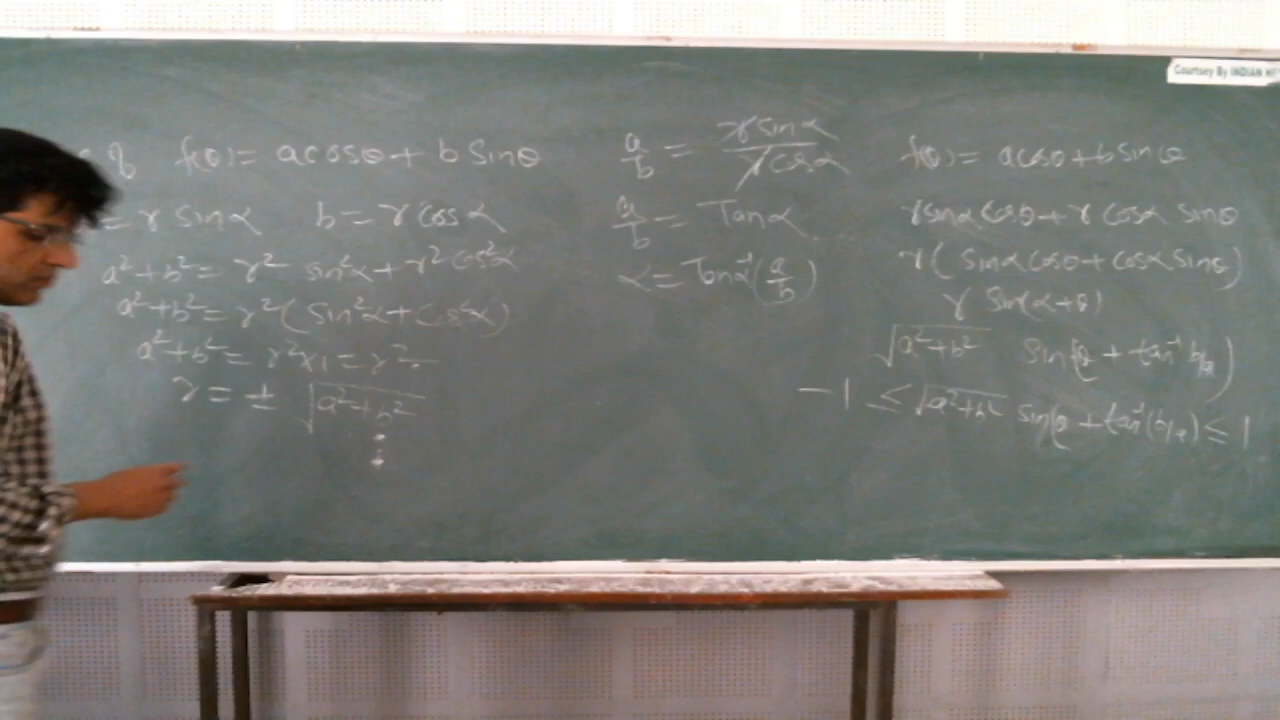 Courtsey By INDIAN
f(θ) = a cosθ + b Sinθ
= r sinα b = r cosα
a² + b² = r² sin²α + r² cos²α
a² + b² = r² (Sin²α + Cos²α)
a² + b² = r² x 1 = r²
r = ± √a² + b²
a/b = r sinα / r cosα
a/b = Tanα
α = Tanα⁻¹(a/b)
f(θ) = a cosθ + b Sinθ
r sinα cosθ + r cosα Sinθ
r ( Sinα cosθ + cosα Sinθ )
r Sin(α+θ)
√a²+b² Sin(θ + tan⁻¹ b/a)
-1 ≤ √a²+b² Sin(θ + tan⁻¹(b/a) ≤ 1